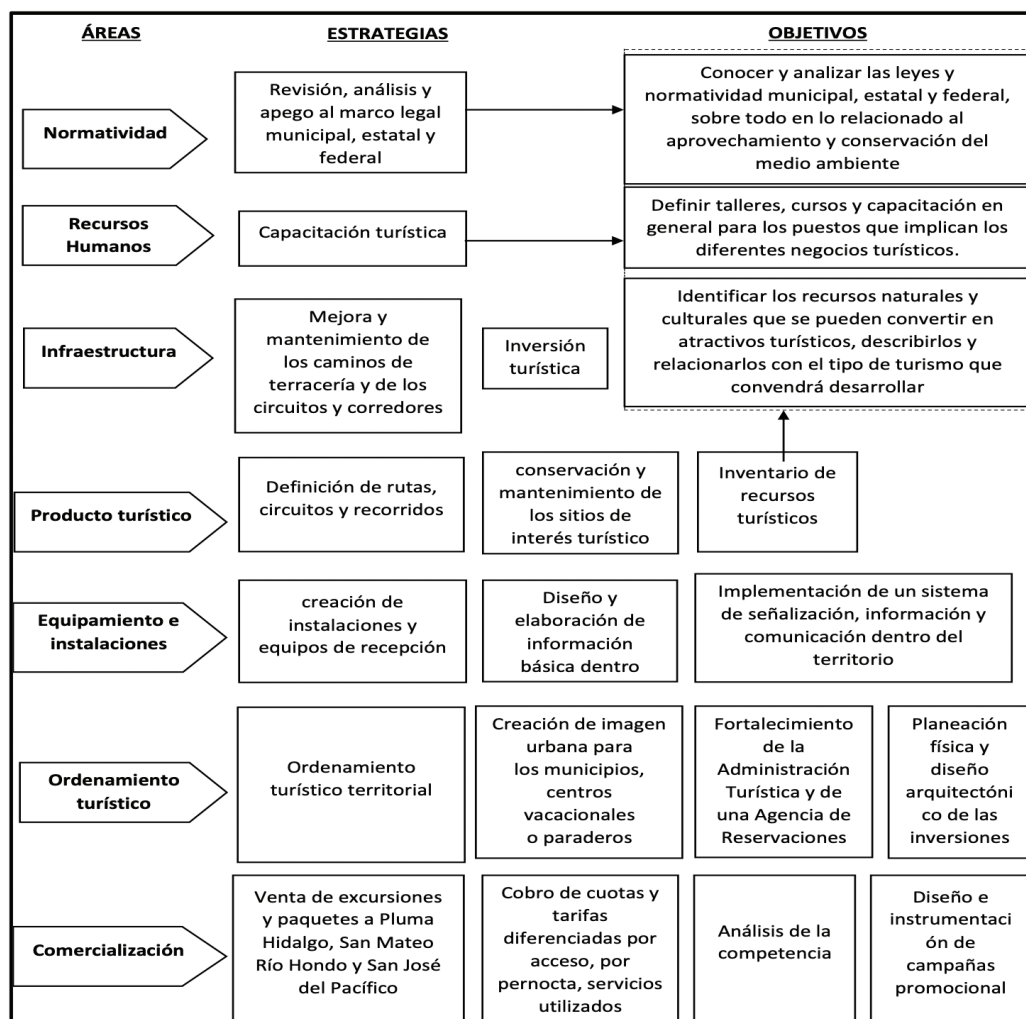 ÁREAS
ESTRATEGIAS
OBJETIVOS
Normatividad
Revisión, análisis y
apego al marco legal
municipal, estatal y
federal
Conocer y analizar las leyes y
normatividad municipal, estatal y federal,
sobre todo en lo relacionado al
aprovechamiento y conservación del
medio ambiente
Recursos
Humanos
Capacitación turística
Definir talleres, cursos y capacitación en
general para los puestos que implican los
diferentes negocios turísticos.
Infraestructura
Mejora y
mantenimiento de
los caminos de
terracería y de los
circuitos y corredores
Inversión
turística
Identificar los recursos naturales y
culturales que se pueden convertir en
atractivos turísticos, describirlos y
relacionarlos con el tipo de turismo que
convendrá desarrollar
Producto turístico
Definición de rutas,
circuitos y recorridos
conservación y
mantenimiento de
los sitios de
interés turístico
Inventario de
recursos
turísticos
Equipamiento e
instalaciones
creación de
instalaciones y
equipos de recepción
Diseño y
elaboración de
información
básica dentro
Implementación de un sistema
de señalización, información y
comunicación dentro del
territorio
Ordenamiento
turístico
Ordenamiento
turístico territorial
Creación de imagen
urbana para
los municipios,
centros
vacacionales
o paraderos
Fortalecimiento
de la
Administración
Turística y de
una Agencia de
Reservaciones
Planeación
física y
diseño
arquitectóni
co de las
inversiones
Comercialización
Venta de excursiones
y paquetes a Pluma
Hidalgo, San Mateo
Río Hondo y San José
del Pacífico
Cobro de cuotas y
tarifas
diferenciadas por
acceso, por
pernocta, servicios
utilizados
Análisis de la
competencia
Diseño e
instrumentaci
ón de
campañas
promocional